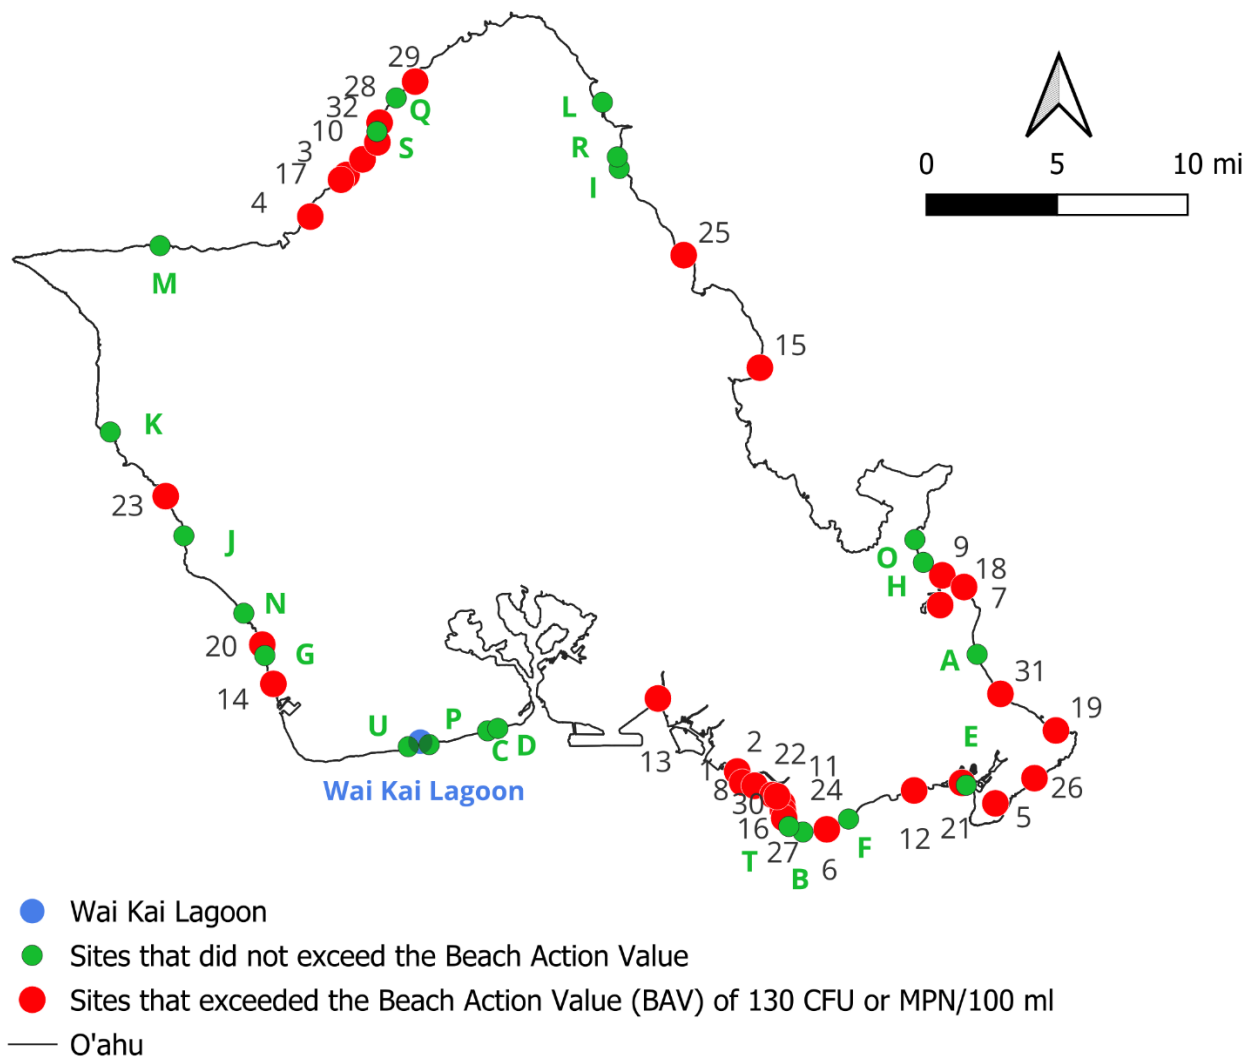 29
28
Q
32
10
S
3
17
4
M
L
R
I
25
0 5 10 mi
15
K
23
J
N
20
G
14
U
P
C
D
Wai Kai Lagoon
O
H
9
18
7
A
31
19
E
26
5
21
12
13
1
2
22
11
8
30
24
16
27
T
B
6
F
Wai Kai Lagoon
Sites that did not exceed the Beach Action Value
Sites that exceeded the Beach Action Value (BAV) of 130 CFU or MPN/100 ml
O'ahu